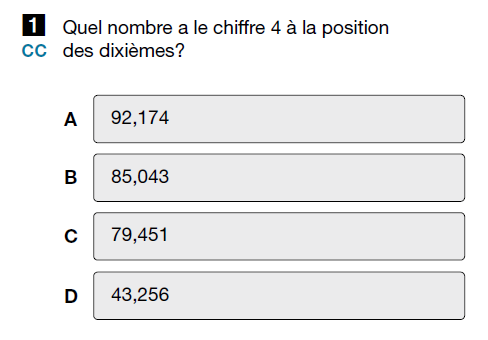 1 Quel nombre a le chiffre 4 à la position
CC des dixièmes?
A 92,174
B 85,043
C 79,451
D 43,256